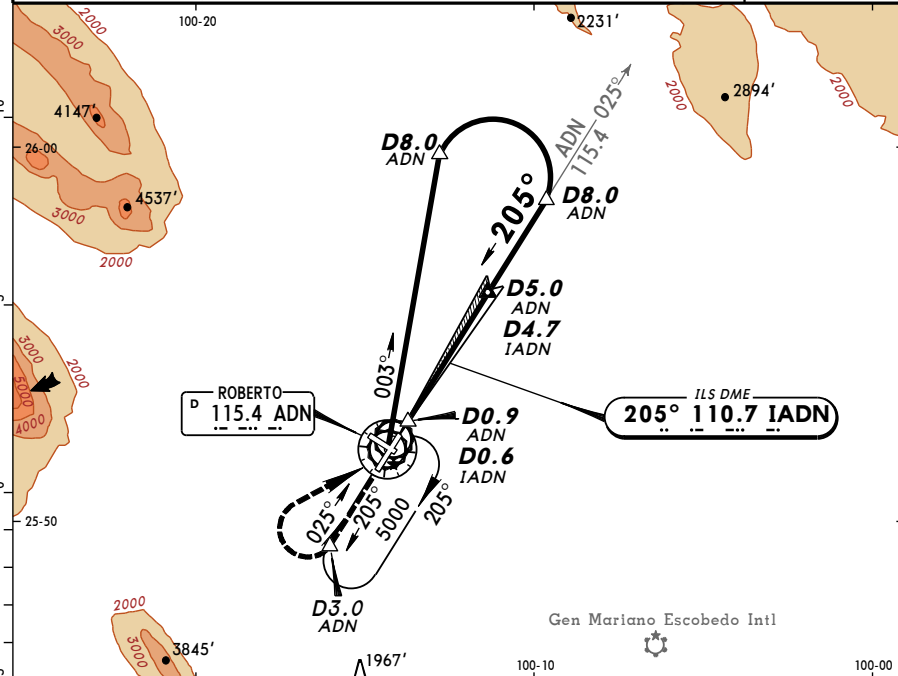 100-20
2000
3000
4147'
26-00
4537'
3000
2000
2231'
2894'
2000
2000
ADN 025°
115.4
D8.0
ADN
D8.0
ADN
205°
D5.0
ADN
D4.7
IADN
003°
3000
2000
5000
4000
ROBERTO
D 115.4 ADN
ILS DME
205° 110.7 IADN
D0.9
ADN
D0.6
IADN
025°
205°
5000
205°
25-50
D3.0
ADN
2000
3000
3845'
1967'
Gen Mariano Escobedo Intl
100-10
100-00